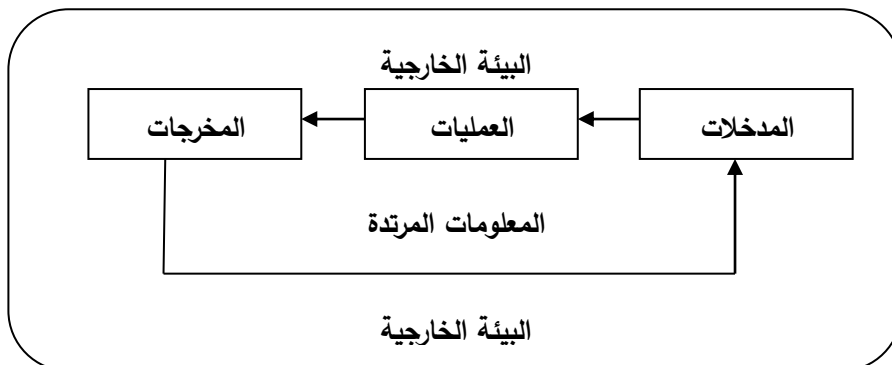 البيئة الخارجية
المدخلات
العمليات
المخرجات
المعلومات المرتدة
البيئة الخارجية